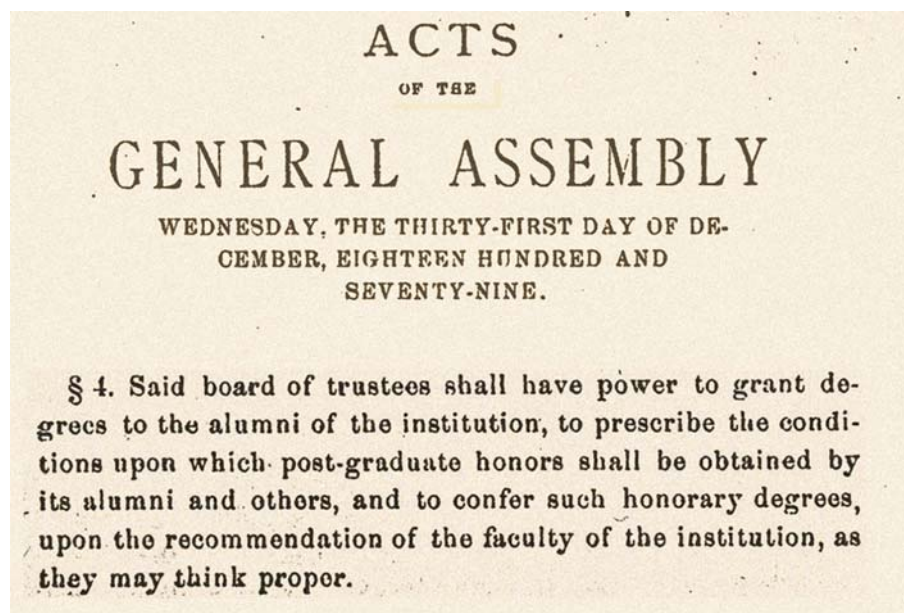 ACTS
OF THE
GENERAL ASSEMBLY
WEDNESDAY, THE THIRTY-FIRST DAY OF DE-
CEMBER, EIGHTEEN HUNDRED AND
SEVENTY-NINE.
§ 4. Said board of trustees shall have power to grant de-
grees to the alumni of the institution, to prescribe the condi-
tions upon which post-graduate honors shall be obtained by
its alumni and others, and to confer such honorary degrees,
upon the recommendation of the faculty of the institution, as
they may think proper.